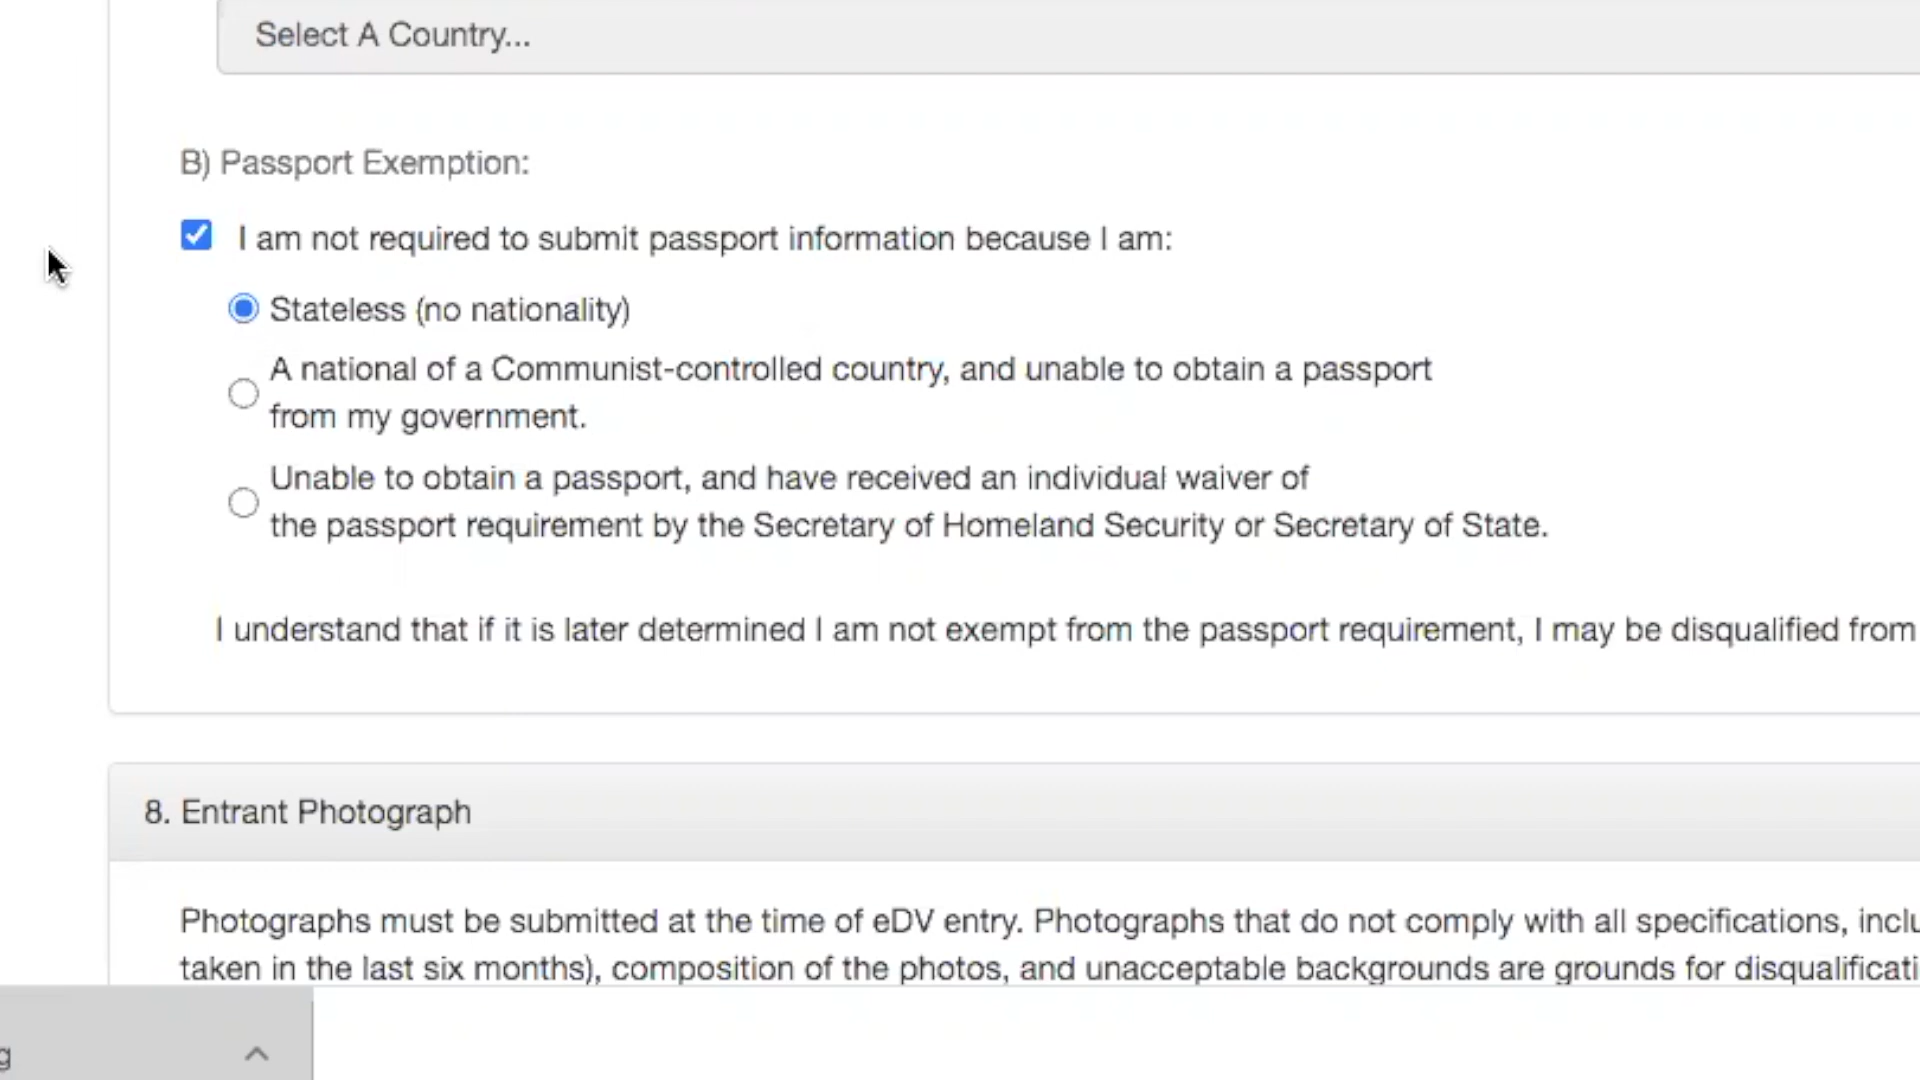 Select A Country...
B) Passport Exemption:
I am not required to submit passport information because I am:
Stateless (no nationality)
A national of a Communist-controlled country, and unable to obtain a passport
from my government.
Unable to obtain a passport, and have received an individual waiver of
the passport requirement by the Secretary of Homeland Security or Secretary of State.
I understand that if it is later determined I am not exempt from the passport requirement, I may be disqualified from
8. Entrant Photograph
Photographs must be submitted at the time of eDV entry. Photographs that do not comply with all specifications, inclu
taken in the last six months), composition of the photos, and unacceptable backgrounds are grounds for disqualificati
g